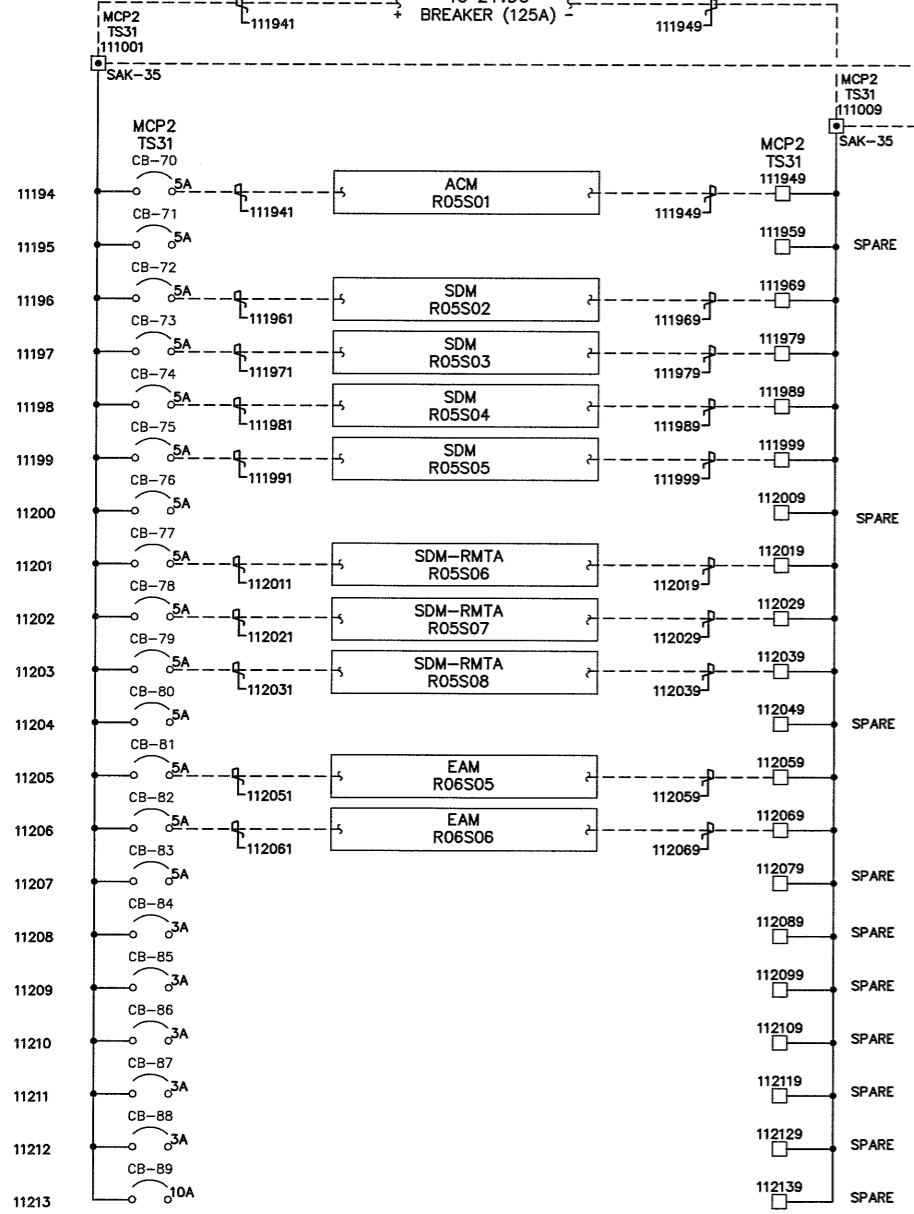 BREAKER (125A)
+ -
111941
111949
MCP2
TS31
111001
SAK-35
MCP2
TS31
111009
SAK-35
MCP2
TS31
MCP2
TS31
CB-70
11194 5A 111941 ACM R05S01 111949 111949
CB-71
11195 5A 111959 SPARE
CB-72
11196 5A 111961 SDM R05S02 111969 111969
CB-73
11197 5A 111971 SDM R05S03 111979 111979
CB-74
11198 5A 111981 SDM R05S04 111989 111989
CB-75
11199 5A 111991 SDM R05S05 111999 111999
CB-76
11200 5A 112009 SPARE
CB-77
11201 5A 112011 SDM-RMTA R05S06 112019 112019
CB-78
11202 5A 112021 SDM-RMTA R05S07 112029 112029
CB-79
11203 5A 112031 SDM-RMTA R05S08 112039 112039
CB-80
11204 5A 112049 SPARE
CB-81
11205 5A 112051 EAM R06S05 112059 112059
CB-82
11206 5A 112061 EAM R06S06 112069 112069
CB-83
11207 5A 112079 SPARE
CB-84
11208 3A 112089 SPARE
CB-85
11209 3A 112099 SPARE
CB-86
11210 3A 112109 SPARE
CB-87
11211 3A 112119 SPARE
CB-88
11212 3A 112129 SPARE
CB-89
11213 10A 112139 SPARE